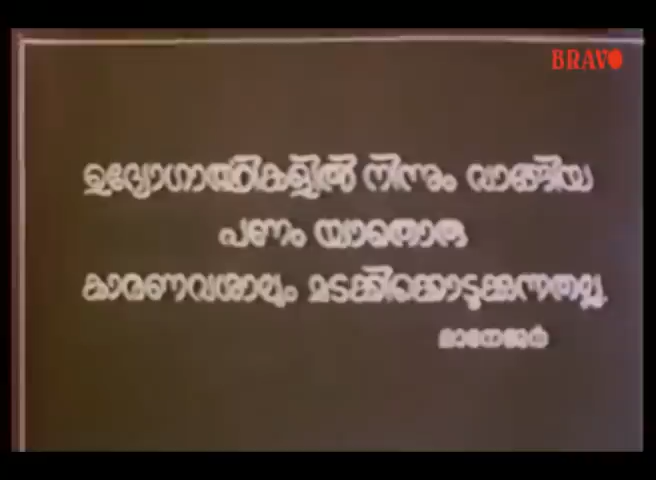 BRAVO
ഉദ്യോഗാർത്ഥികളിൽ നിന്നും വാങ്ങിയ
പണം യാതൊരു
കാരണവശാലും മടക്കിക്കൊടുക്കുന്നതല്ല.
മാനേജർ